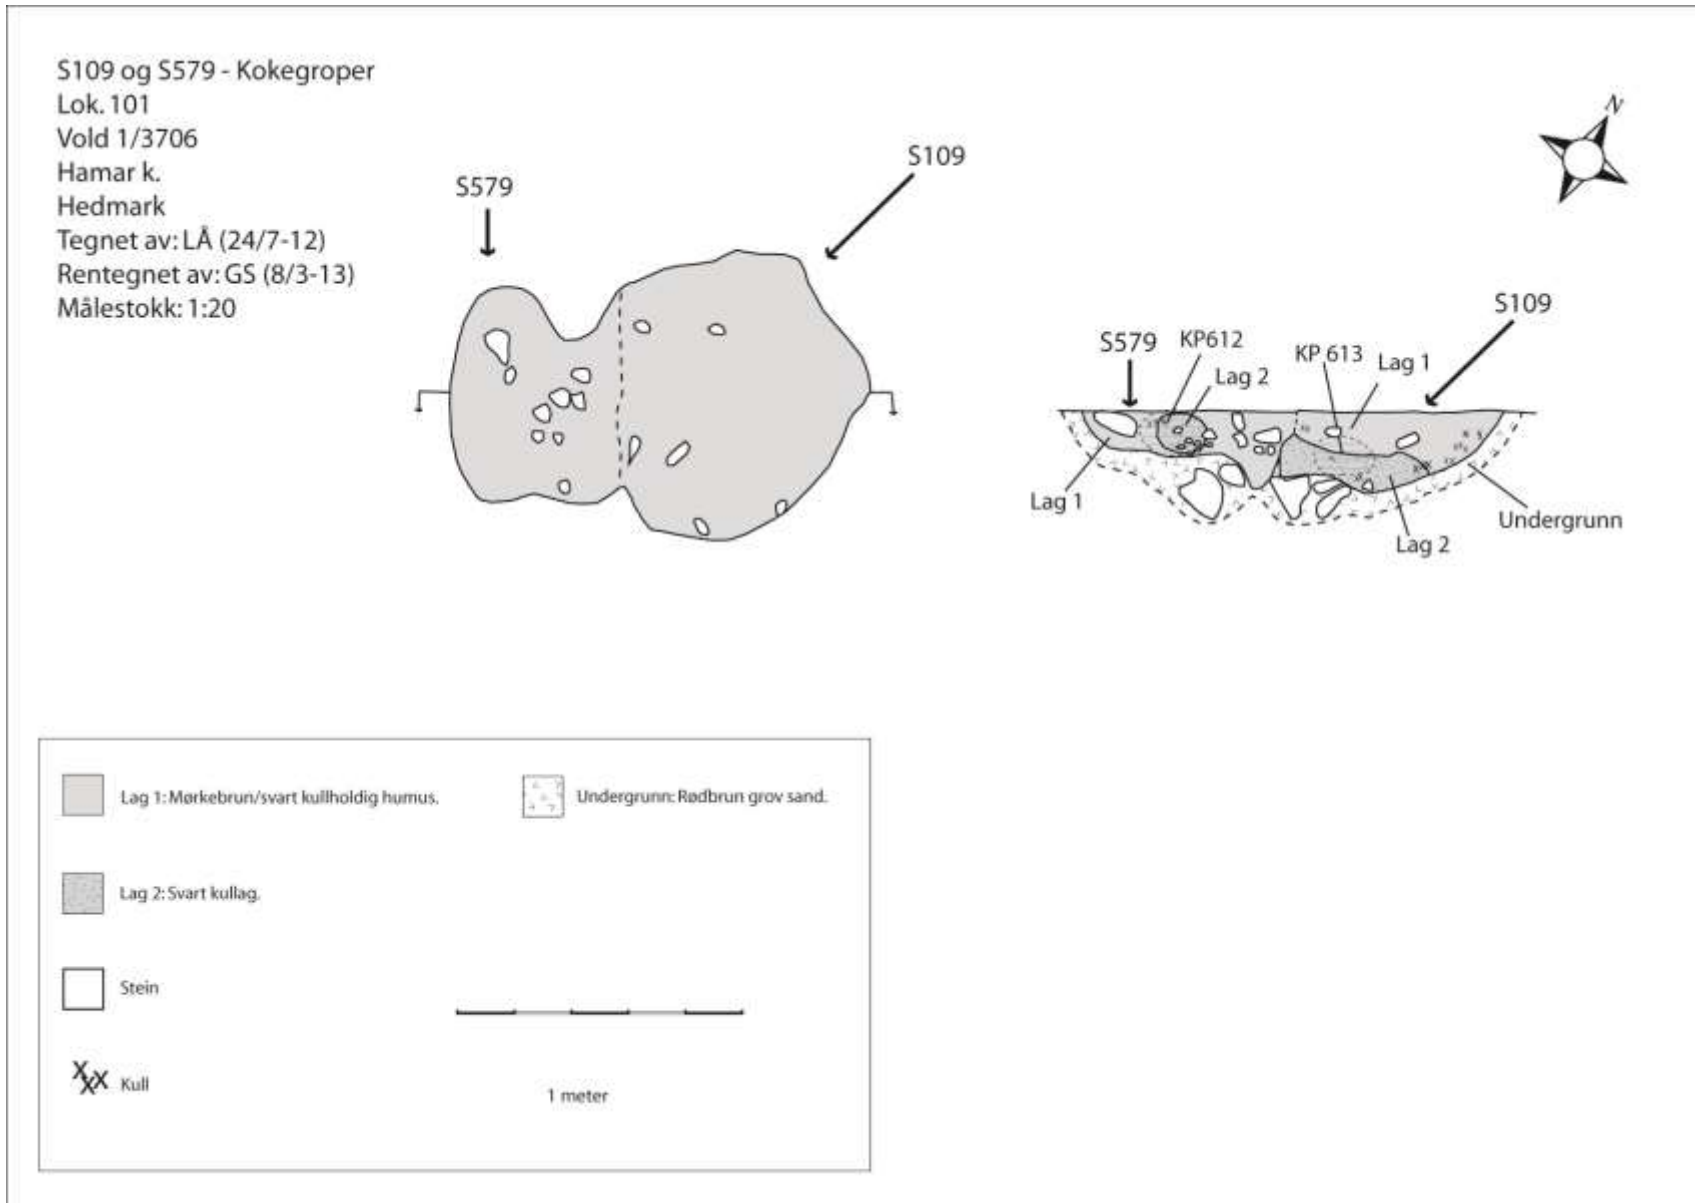 S109 og S579 - Kokegroper
Lok. 101
Vold 1/3706
Hamar k.
Hedmark
Tegnet av: LÅ (24/7-12)
Rentegnet av: GS (8/3-13)
Målestokk: 1:20
S579
S109
N
S109
S579
KP612
KP 613
Lag 1
Lag 2
Lag 1
Undergrunn
Lag 2
Lag 1: Mørkebrun/svart kullholdig humus.
Undergrunn: Rødbrun grov sand.
Lag 2: Svart kullag.
Stein
Kull
1 meter